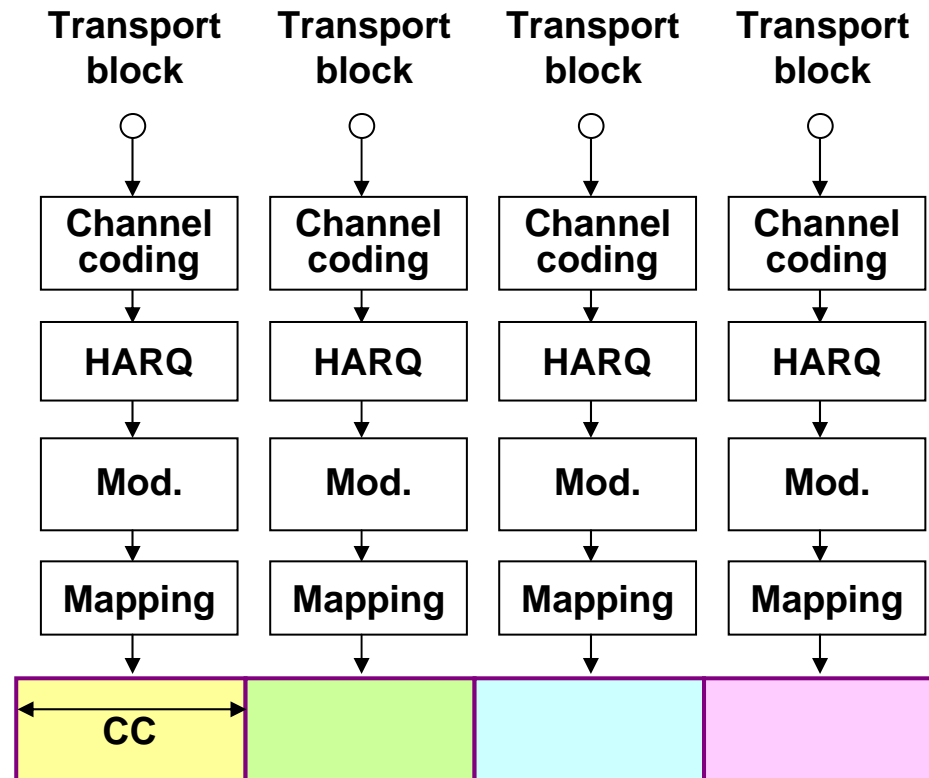 Transport Transport Transport Transport
block block block block
Channel Channel Channel Channel
coding coding coding coding
HARQ HARQ HARQ HARQ
Mod. Mod. Mod. Mod.
Mapping Mapping Mapping Mapping
CC